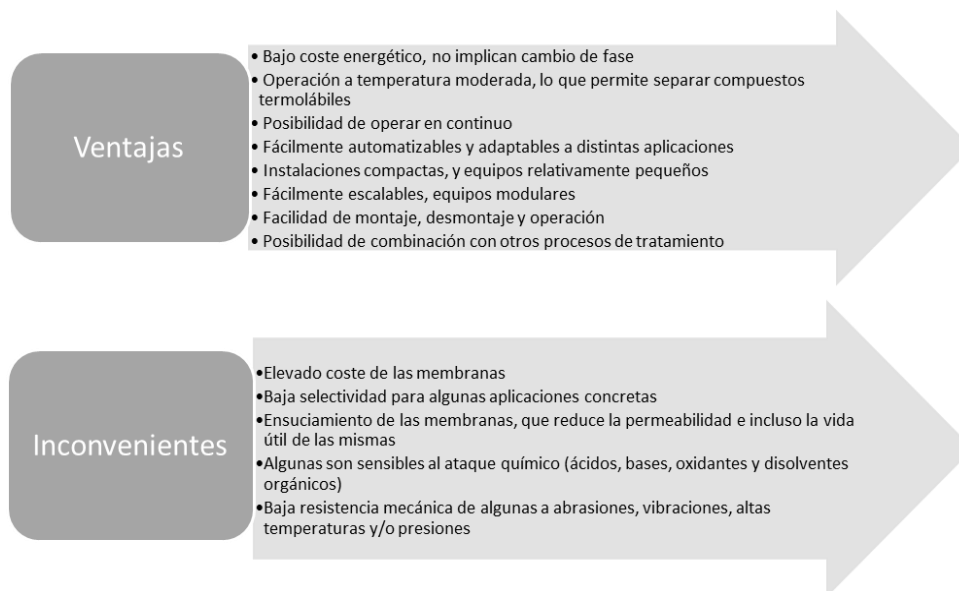 Ventajas
• Bajo coste energético, no implican cambio de fase
• Operación a temperatura moderada, lo que permite separar compuestos
termolábiles
• Posibilidad de operar en continuo
• Fácilmente automatizables y adaptables a distintas aplicaciones
• Instalaciones compactas, y equipos relativamente pequeños
• Fácilmente escalables, equipos modulares
• Facilidad de montaje, desmontaje y operación
• Posibilidad de combinación con otros procesos de tratamiento
Inconvenientes
•Elevado coste de las membranas
•Baja selectividad para algunas aplicaciones concretas
•Ensuciamiento de las membranas, que reduce la permeabilidad e incluso la vida
útil de las mismas
•Algunas son sensibles al ataque químico (ácidos, bases, oxidantes y disolventes
orgánicos)
•Baja resistencia mecánica de algunas a abrasiones, vibraciones, altas
temperaturas y/o presiones